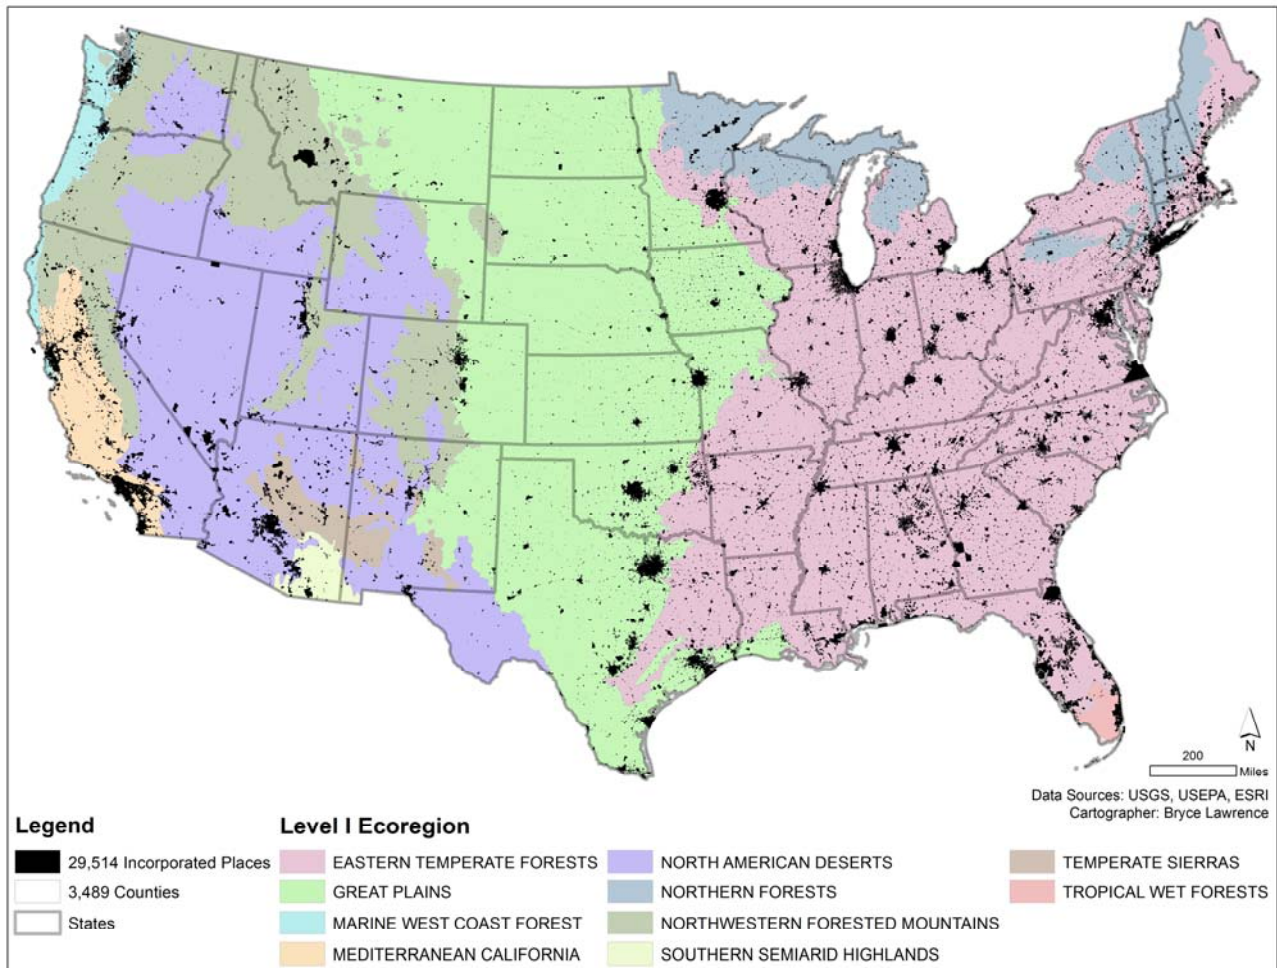 N
200
Miles
Data Sources: USGS, USEPA, ESRI
Cartographer: Bryce Lawrence
Legend
29,514 Incorporated Places
3,489 Counties
States
Level I Ecoregion
EASTERN TEMPERATE FORESTS
GREAT PLAINS
MARINE WEST COAST FOREST
MEDITERRANEAN CALIFORNIA
NORTH AMERICAN DESERTS
NORTHERN FORESTS
NORTHWESTERN FORESTED MOUNTAINS
SOUTHERN SEMIARID HIGHLANDS
TEMPERATE SIERRAS
TROPICAL WET FORESTS